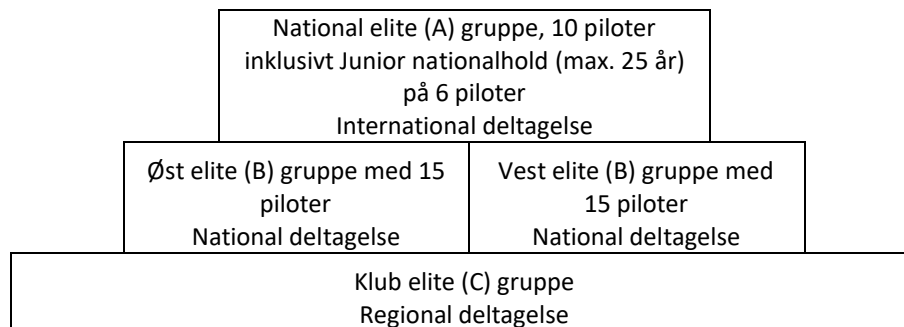 National elite (A) gruppe, 10 piloter
inklusivt Junior nationalhold (max. 25 år)
på 6 piloter
International deltagelse
Øst elite (B) gruppe med 15
piloter
National deltagelse
Vest elite (B) gruppe med
15 piloter
National deltagelse
Klub elite (C) gruppe
Regional deltagelse